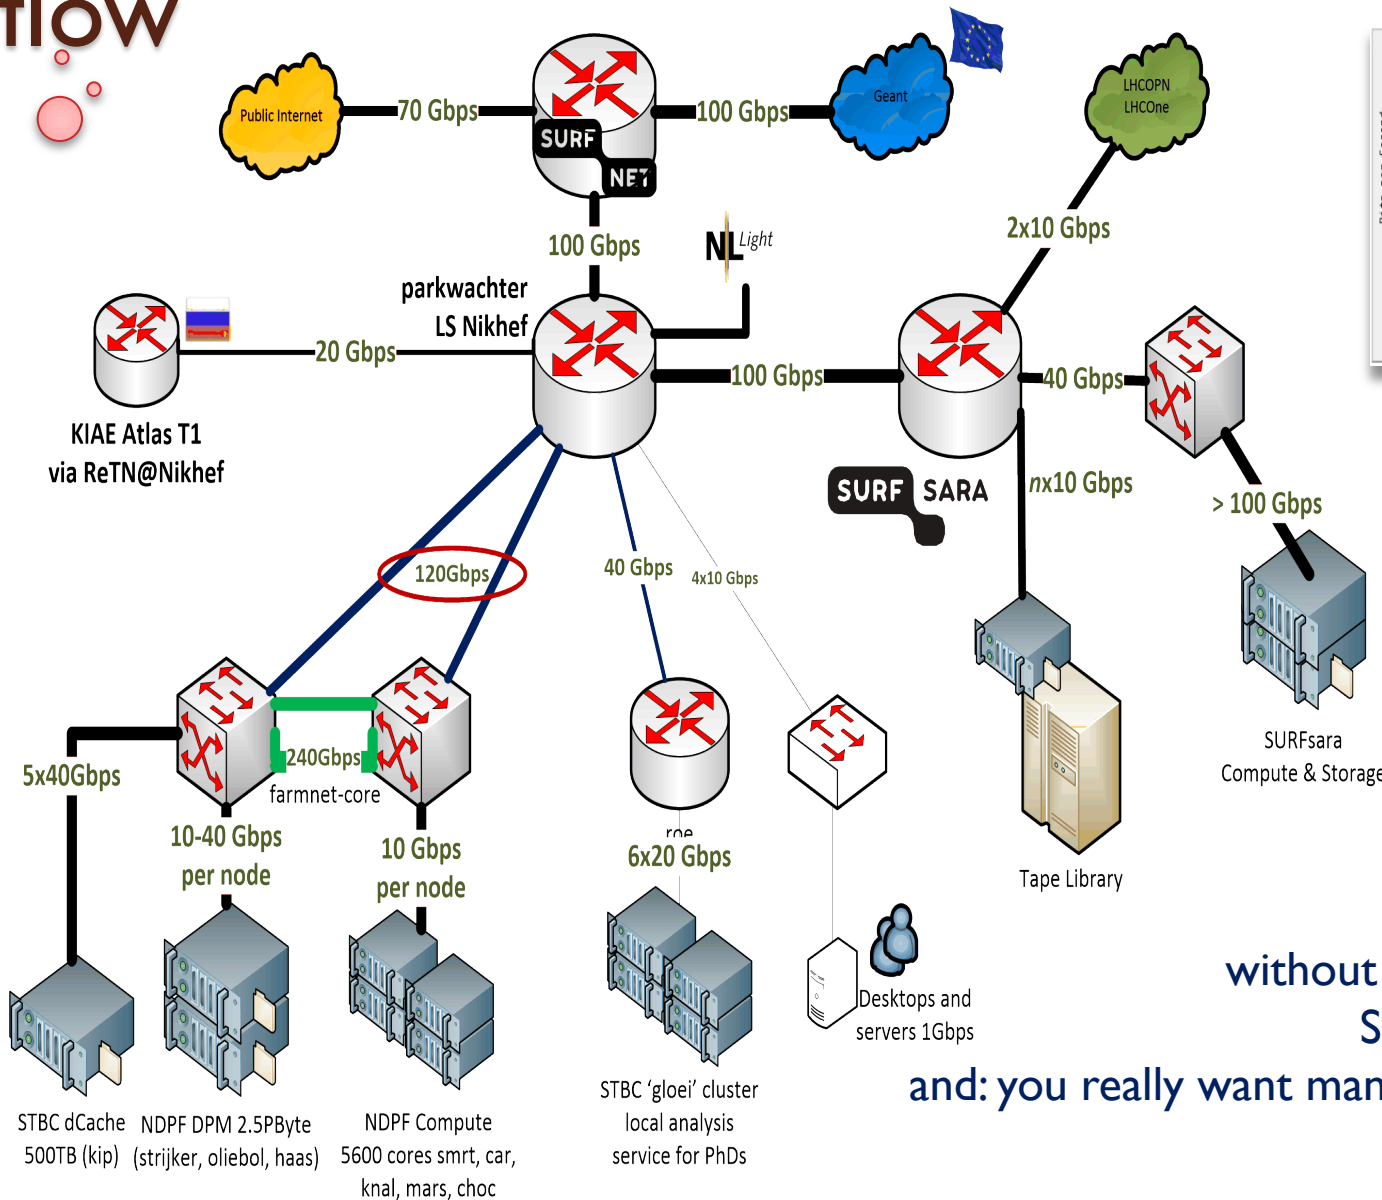 tflow
Public Internet
70 Gbps
SURF
NET
100 Gbps
Geant
LHCOPN
LHCOne
2x10 Gbps
100 Gbps
NL Light
parkwachter
LS Nikhef
20 Gbps
100 Gbps
40 Gbps
KIAE Atlas T1
via ReTN@Nikhef
SURF SARA
nx10 Gbps
> 100 Gbps
120Gbps
40 Gbps
4x10 Gbps
5x40Gbps
240Gbps
farmnet-core
SURFsara
Compute & Storage
10-40 Gbps
per node
10 Gbps
per node
roe
6x20 Gbps
Tape Library
Desktops and
servers 1Gbps
without
S
and: you really want man
STBC dCache
500TB (kip)
NDPF DPM 2.5PByte
(strijker, oliebol, haas)
NDPF Compute
5600 cores smrt, car,
knal, mars, choc
STBC ‘gloei’ cluster
local analysis
service for PhDs